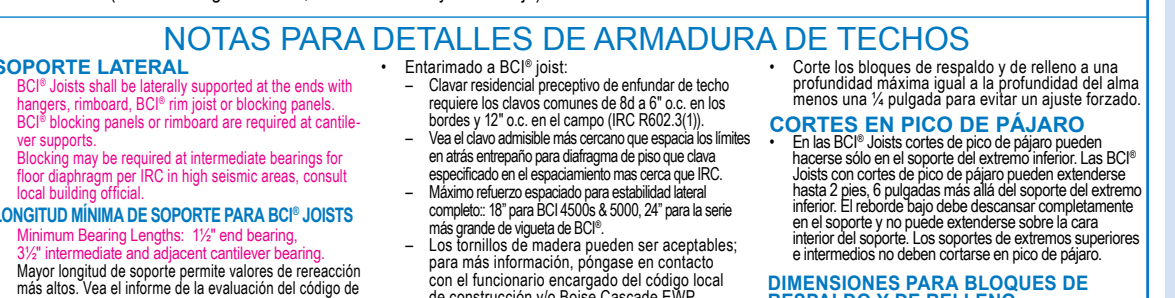 NOTAS PARA DETALLES DE ARMADURA DE TECHOS
SOPORTE LATERAL
BCI® Joists shall be laterally supported at the ends with
hangers, rimboard, BCI® rim joist or blocking panels.
BCI® blocking panels or rimboard are required at cantile-
ver supports.
Blocking may be required at intermediate bearings for
floor diaphragm per IRC in high seismic areas, consult
local building official.
LONGITUD MÍNIMA DE SOPORTE PARA BCI® JOISTS
Minimum Bearing Lengths: 1½" end bearing,
3½" intermediate and adjacent cantilever bearing.
Mayor longitud de soporte permite valores de rereacción
más altos. Vea el informe de la evaluación del código de
• Entarimado a BCI® joist:
– Clavar residencial preceptivo de enfundar de techo
requiere los clavos comunes de 8d a 6" o.c. en los
bordes y 12" o.c. en el campo (IRC R602.3(1)).
– Vea el clavo admisible más cercano que espacia los límites
en atrás entrepaño para diafragma de piso que clava
especificado en el espaciamiento mas cerca que IRC.
– Máximo refuerzo espaciado para estabilidad lateral
completo:: 18" para BCI 4500s & 5000, 24" para la serie
más grande de vigueta de BCI®.
– Los tornillos de madera pueden ser aceptables;
para más información, póngase en contacto
con el funcionario encargado del código local
de construcción y/o Boise Cascade EWP
• Corte los bloques de respaldo y de relleno a una
profundidad máxima igual a la profundidad del alma
menos una ¼ pulgada para evitar un ajuste forzado.
CORTES EN PICO DE PÁJARO
• En las BCI® Joists cortes de pico de pájaro pueden
hacerse sólo en el soporte del extremo inferior. Las BCI®
Joists con cortes de pico de pájaro pueden extenderse
hasta 2 pies, 6 pulgadas más allá del soporte del extremo
inferior. El reborde bajo debe descansar completamente
en el soporte y no puede extenderse sobre la cara
interior del soporte. Los soportes de extremos superiores
e intermedios no deben cortarse en pico de pájaro.
DIMENSIONES PARA BLOQUES DE
RESPALDO Y DE RELLENO